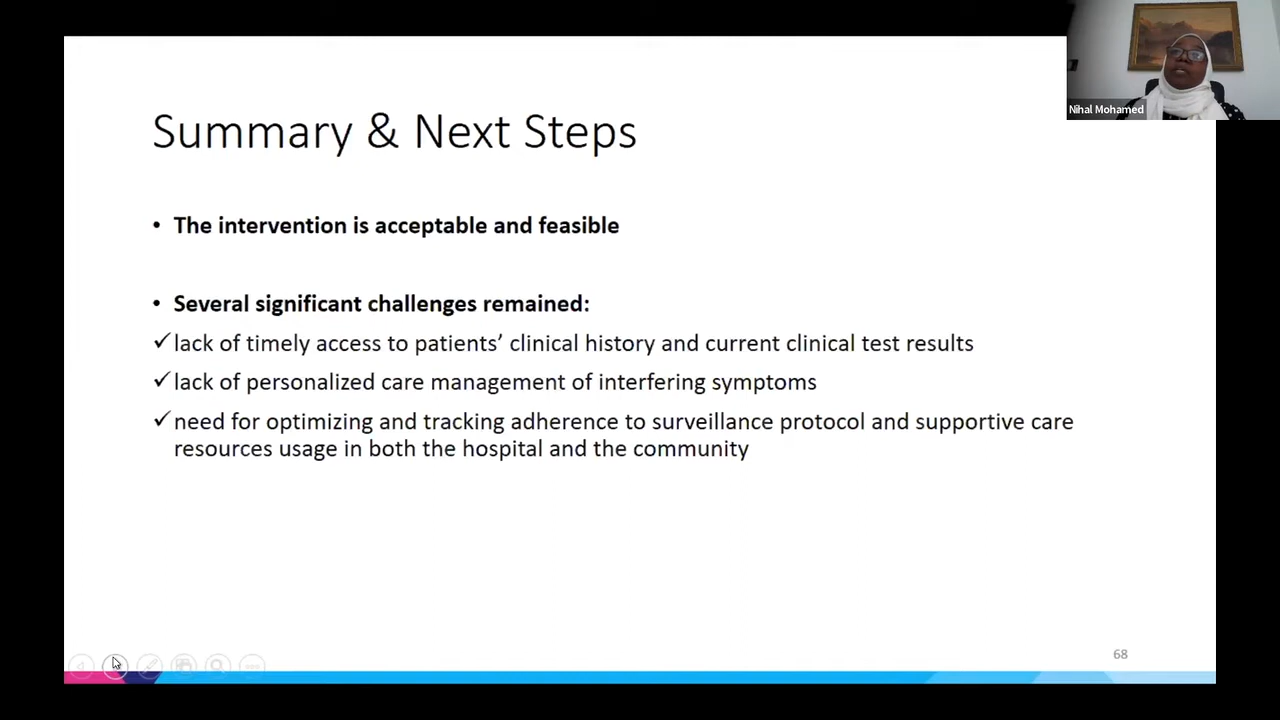 Nihal Mohamed
Summary & Next Steps
• The intervention is acceptable and feasible
• Several significant challenges remained:
✓ lack of timely access to patients’ clinical history and current clinical test results
✓ lack of personalized care management of interfering symptoms
✓ need for optimizing and tracking adherence to surveillance protocol and supportive care
resources usage in both the hospital and the community
68